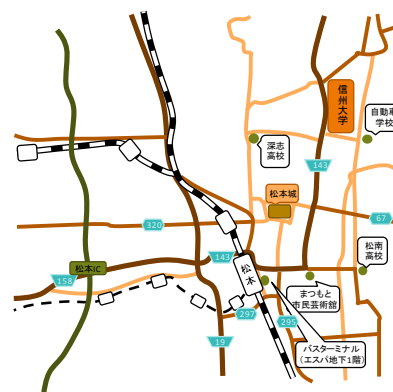 信州大学
自動車
学校
深志
高校
143
松本城
67
320
松南
高校
143
松本IC
158
松本
まつもと
市民芸術館
297
295
19
バスターミナル
(エスパ地下1階)